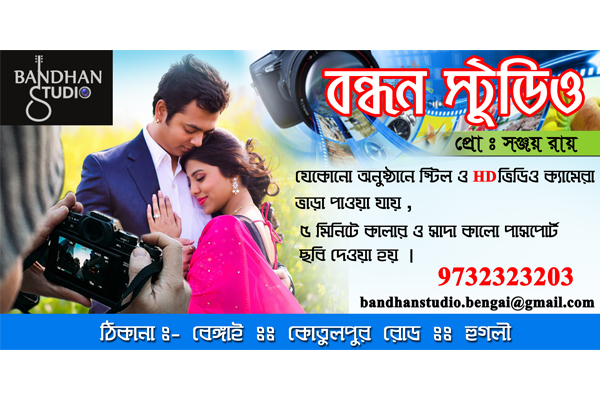 BANDHAN
STUDIO
বন্ধন স্টুডিও
প্রো ঃ সঞ্জয় রায়
যেকোনো অনুষ্ঠানে স্টিল ও HDভিডিও ক্যামেরা
ভাড়া পাওয়া যায় ,
৫ মিনিটে কালার ও সাদা কালো পাসপোর্ট
ছবি দেওয়া হয় ।
9732323203
bandhanstudio.bengai@gmail.com
ঠিকানা ঃ- বেঙ্গাই ঃঃ কোতুলপুর রোড ঃঃ হুগলী